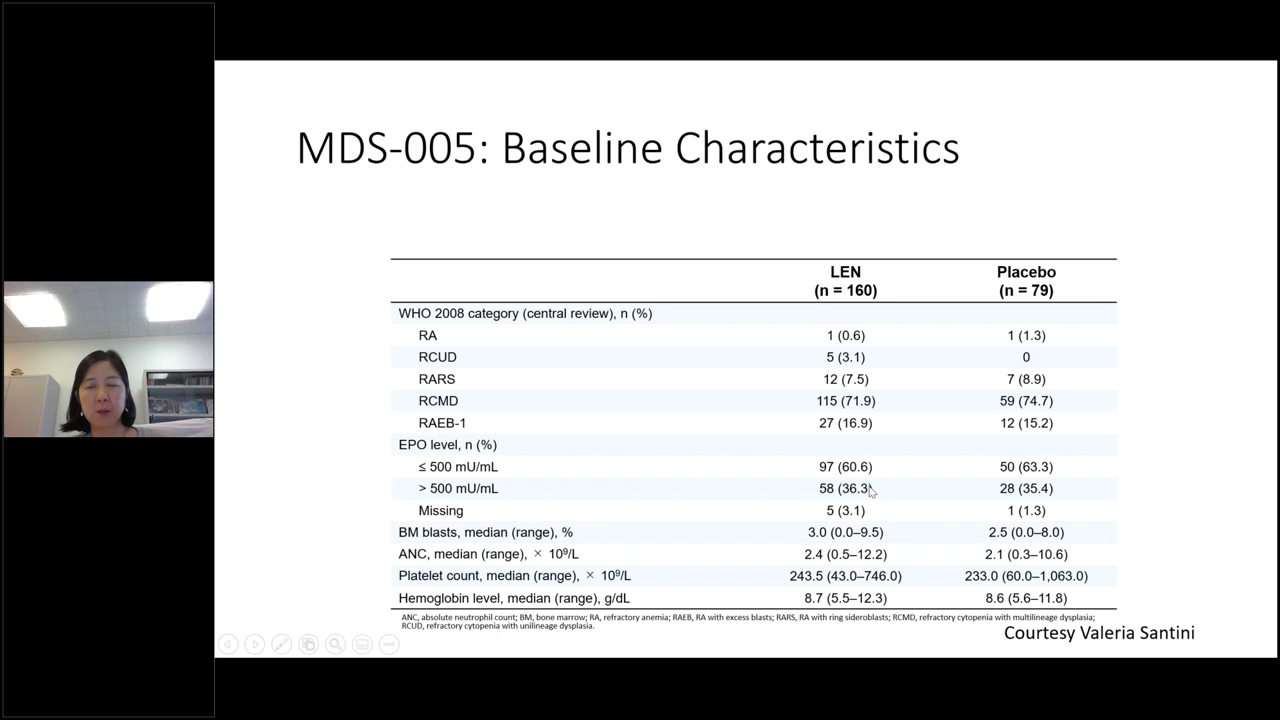 MDS-005: Baseline Characteristics
LEN Placebo
(n = 160) (n = 79)
WHO 2008 category (central review), n (%)
RA 1 (0.6) 1 (1.3)
RCUD 5 (3.1) 0
RARS 12 (7.5) 7 (8.9)
RCMD 115 (71.9) 59 (74.7)
RAEB-1 27 (16.9) 12 (15.2)
EPO level, n (%)
≤ 500 mU/mL 97 (60.6) 50 (63.3)
> 500 mU/mL 58 (36.3) 28 (35.4)
Missing 5 (3.1) 1 (1.3)
BM blasts, median (range), % 3.0 (0.0–9.5) 2.5 (0.0–8.0)
ANC, median (range), × 10⁹/L 2.4 (0.5–12.2) 2.1 (0.3–10.6)
Platelet count, median (range), × 10⁹/L 243.5 (43.0–746.0) 233.0 (60.0–1,063.0)
Hemoglobin level, median (range), g/dL 8.7 (5.5–12.3) 8.6 (5.6–11.8)
ANC, absolute neutrophil count; BM, bone marrow; RA, refractory anemia; RAEB, RA with excess blasts; RARS, RA with ring sideroblasts; RCMD, refractory cytopenia with multilineage dysplasia;
RCUD, refractory cytopenia with unilineage dysplasia.
Courtesy Valeria Santini